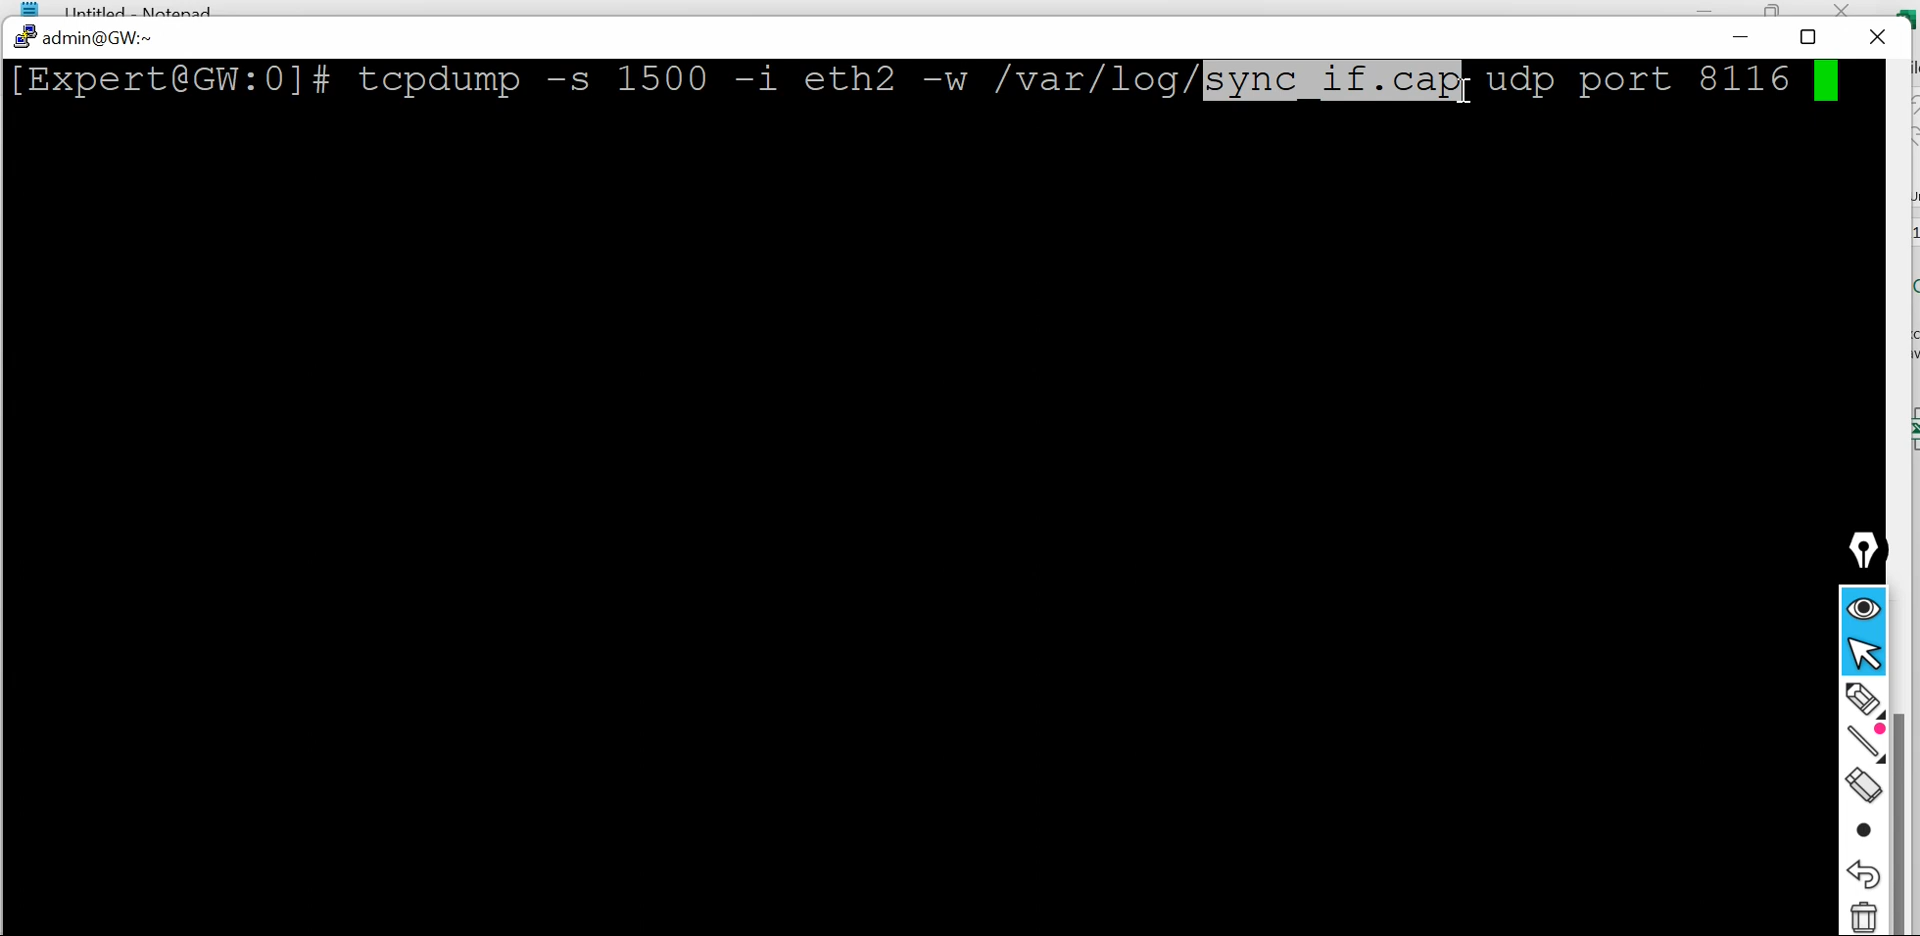 Untitled - Notepad
admin@GW:~
[Expert@GW:0]# tcpdump -s 1500 -i eth2 -w /var/log/sync_if.cap udp port 8116